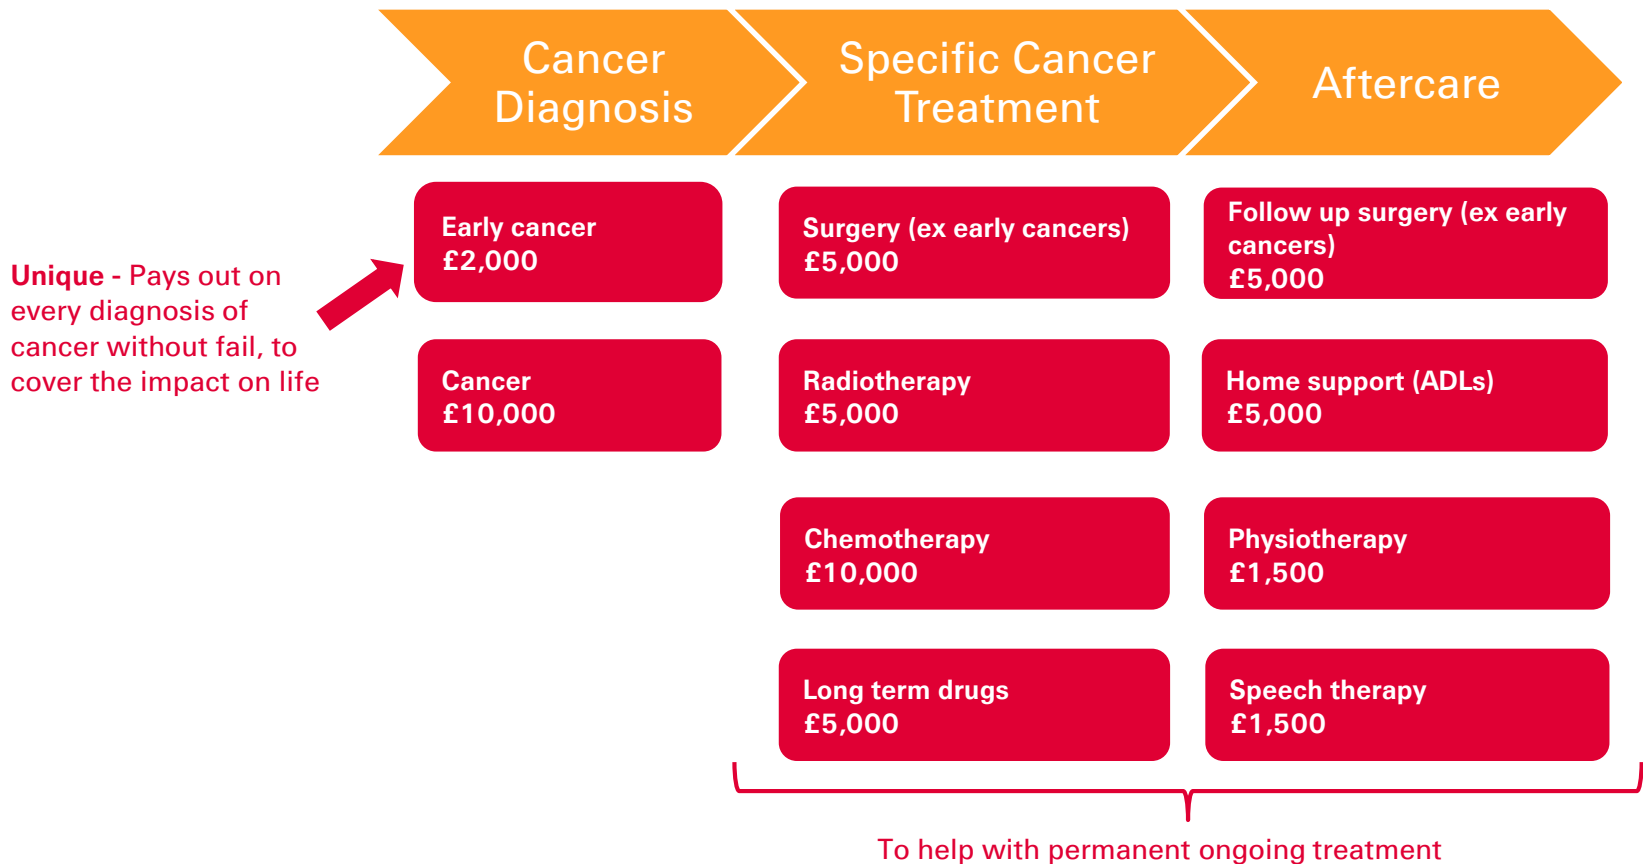 Cancer
Diagnosis
Specific Cancer
Treatment
Aftercare
Unique - Pays out on
every diagnosis of
cancer without fail, to
cover the impact on life
Early cancer
£2,000
Cancer
£10,000
Surgery (ex early cancers)
£5,000
Radiotherapy
£5,000
Chemotherapy
£10,000
Long term drugs
£5,000
Follow up surgery (ex early
cancers)
£5,000
Home support (ADLs)
£5,000
Physiotherapy
£1,500
Speech therapy
£1,500
To help with permanent ongoing treatment